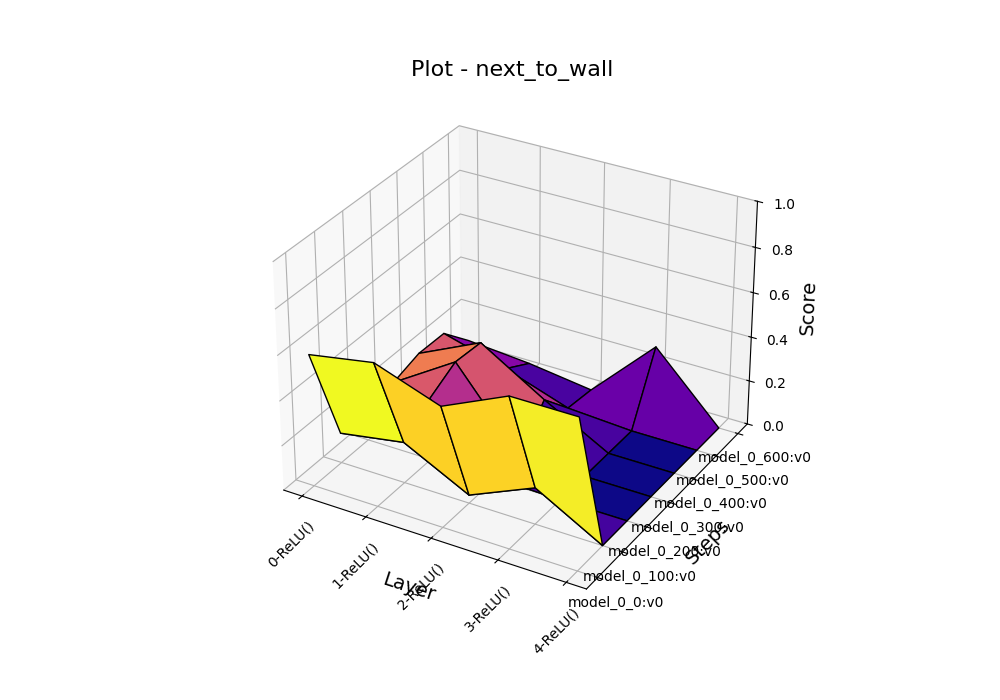 Plot - next_to_wall
1.0
0.8
0.6
0.4
0.2
0.0
Score
model_0_600:v0
model_0_500:v0
model_0_400:v0
model_0_300:v0
model_0_200:v0
model_0_100:v0
model_0_0:v0
Steps
0-ReLU()
1-ReLU()
2-ReLU()
3-ReLU()
4-ReLU()
Layer